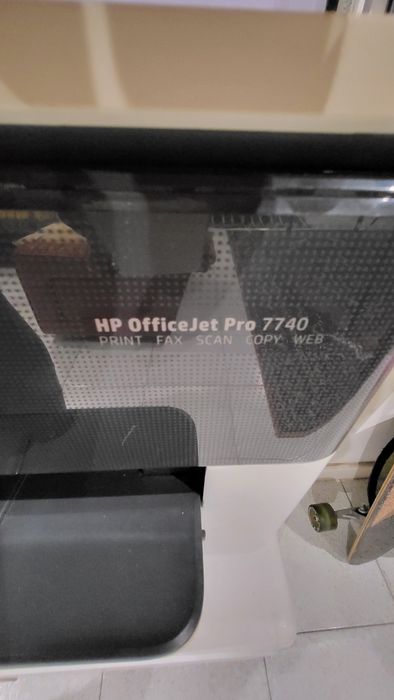 HP OfficeJet Pro 7740
PRINT FAX SCAN COPY WEB